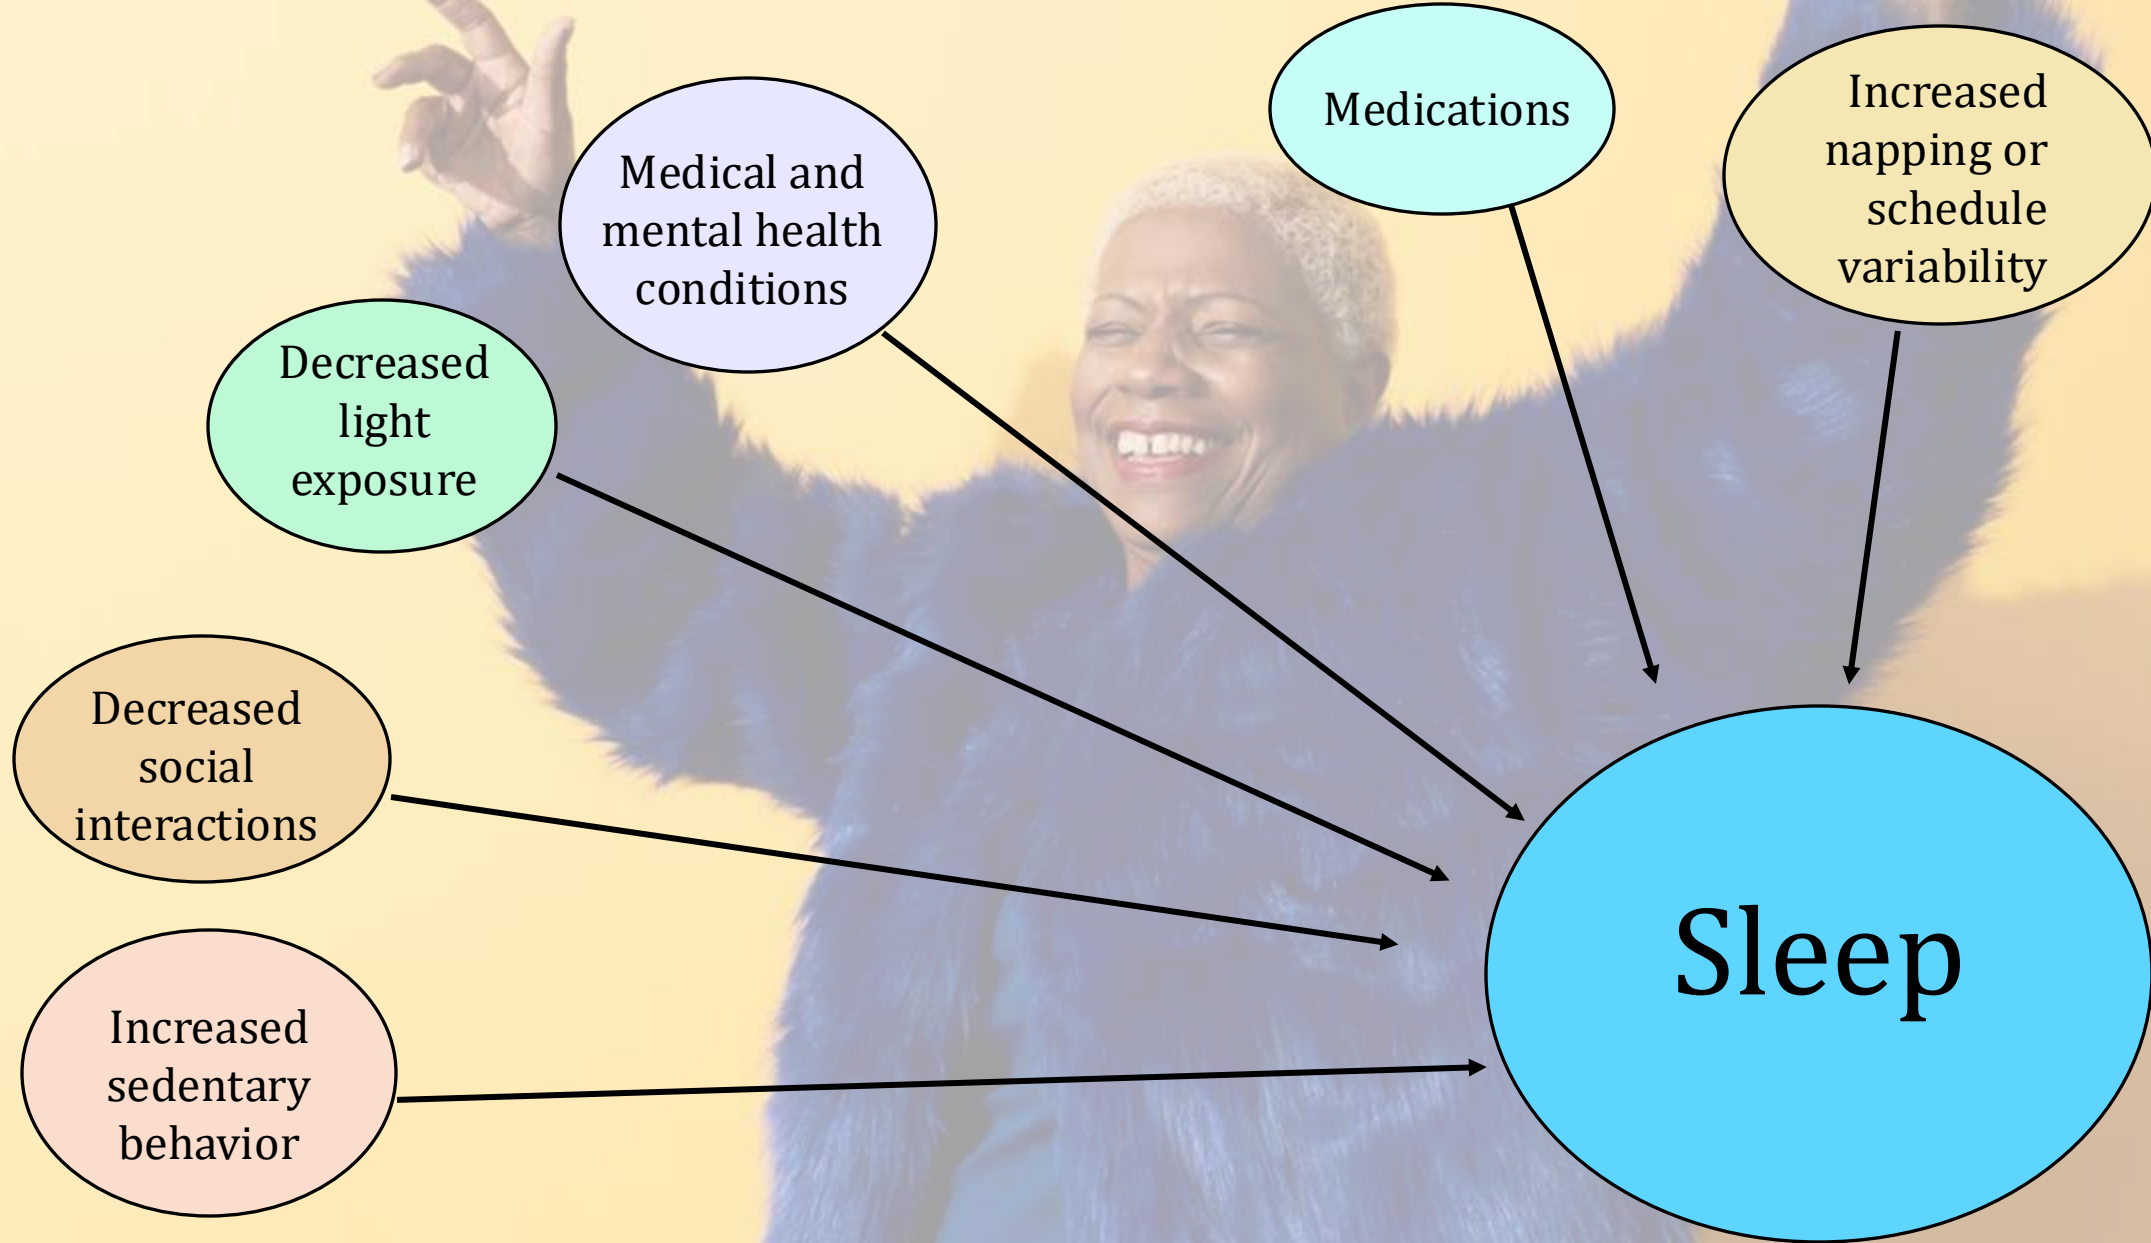 Medications
Increased
napping or
schedule
variability
Medical and
mental health
conditions
Decreased
light
exposure
Decreased
social
interactions
Increased
sedentary
behavior
Sleep